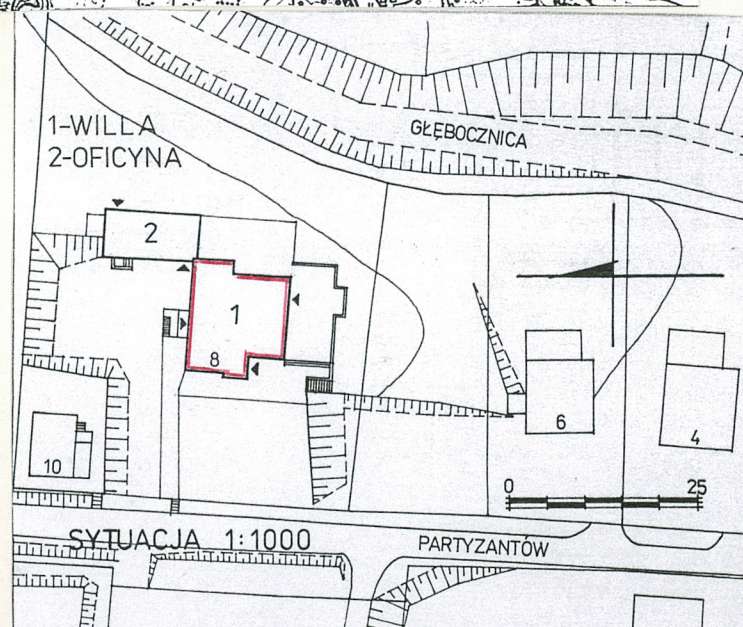 1-WILLA
2-OFICYNA
GŁĘBOCZNICA
2
1
8
6
4
10
0 25
SYTUACJA 1:1000
PARTYZANTÓW